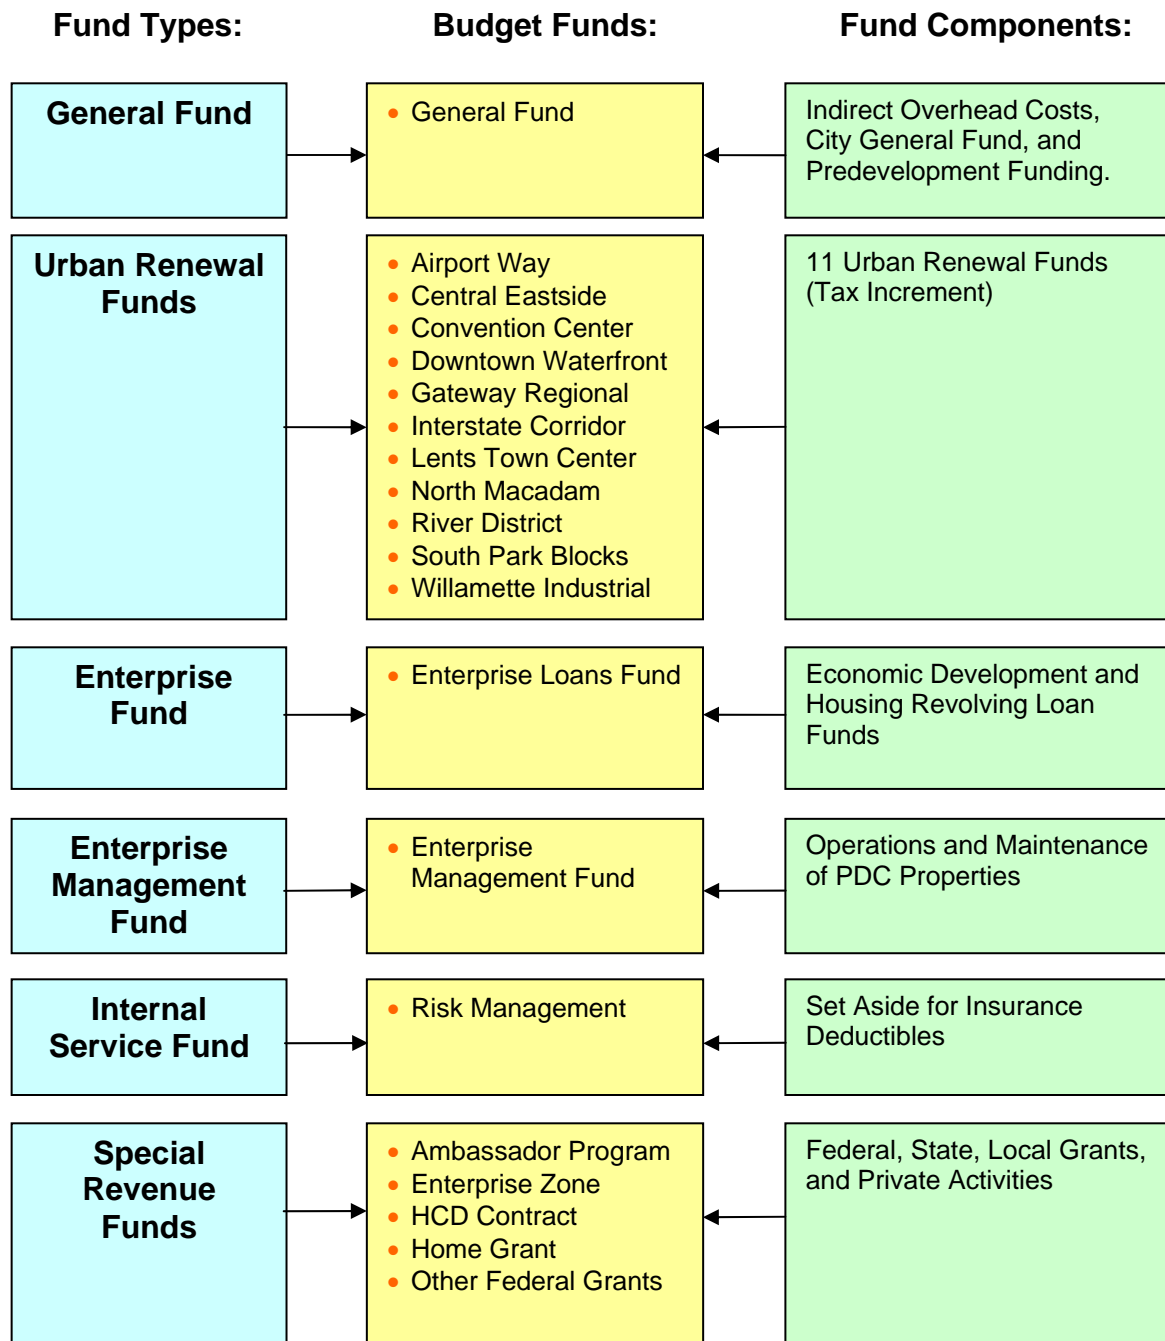 Fund Types:
Budget Funds:
Fund Components:
General Fund
• General Fund
Indirect Overhead Costs,
City General Fund, and
Predevelopment Funding.
Urban Renewal
Funds
• Airport Way
• Central Eastside
• Convention Center
• Downtown Waterfront
• Gateway Regional
• Interstate Corridor
• Lents Town Center
• North Macadam
• River District
• South Park Blocks
• Willamette Industrial
11 Urban Renewal Funds
(Tax Increment)
Enterprise
Fund
• Enterprise Loans Fund
Economic Development and
Housing Revolving Loan
Funds
Enterprise
Management
Fund
• Enterprise
Management Fund
Operations and Maintenance
of PDC Properties
Internal
Service Fund
• Risk Management
Set Aside for Insurance
Deductibles
Special
Revenue
Funds
• Ambassador Program
• Enterprise Zone
• HCD Contract
• Home Grant
• Other Federal Grants
Federal, State, Local Grants,
and Private Activities